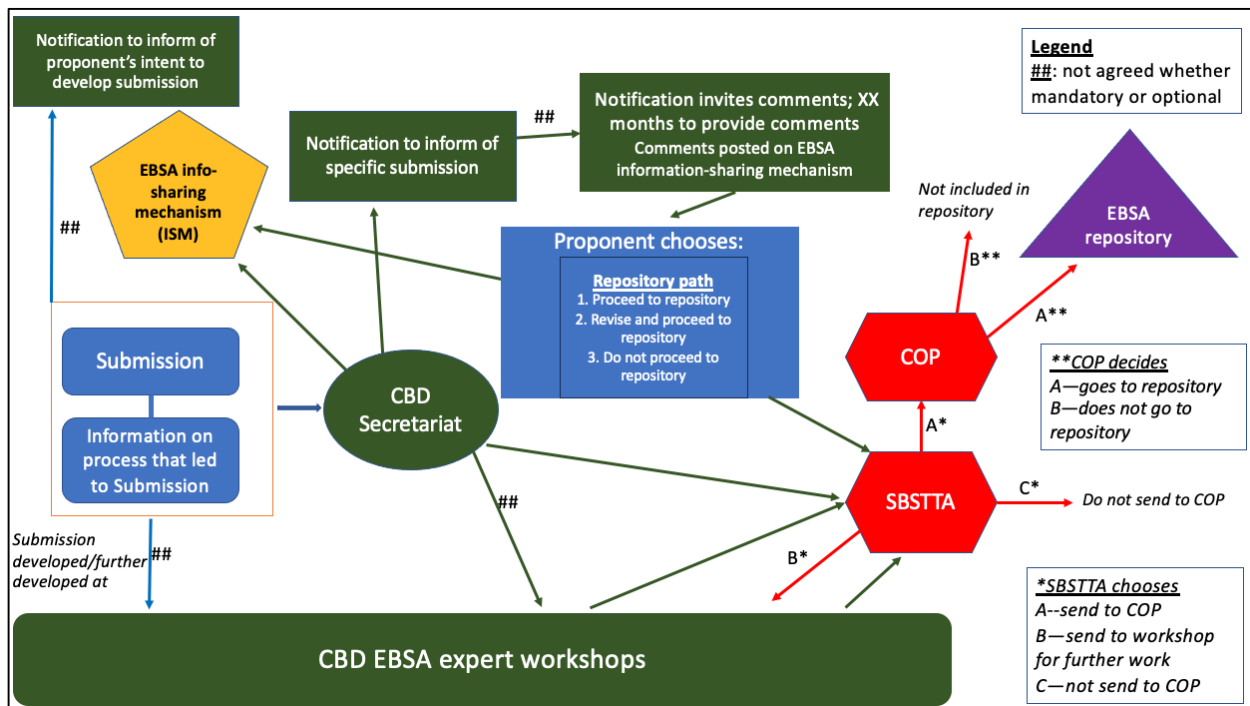 Notification to inform of
proponent's intent to
develop submission
Legend
##: not agreed whether
mandatory or optional
Notification invites comments; XX
months to provide comments
Comments posted on EBSA
information-sharing mechanism
##
Notification to inform of
specific submission
EBSA info-
sharing
mechanism
(ISM)
##
Not included in
repository
EBSA
repository
B**
A**
Proponent chooses:
Repository path
1. Proceed to repository
2. Revise and proceed to
repository
3. Do not proceed to
repository
COP
**COP decides
A—goes to repository
B—does not go to
repository
Submission
Information on
process that led
to Submission
CBD
Secretariat
A*
SBSTTA
C*
Do not send to COP
##
B*
Submission
developed/further
developed at
##
*SBSTTA chooses
A--send to COP
B—send to workshop
for further work
C—not send to COP
CBD EBSA expert workshops